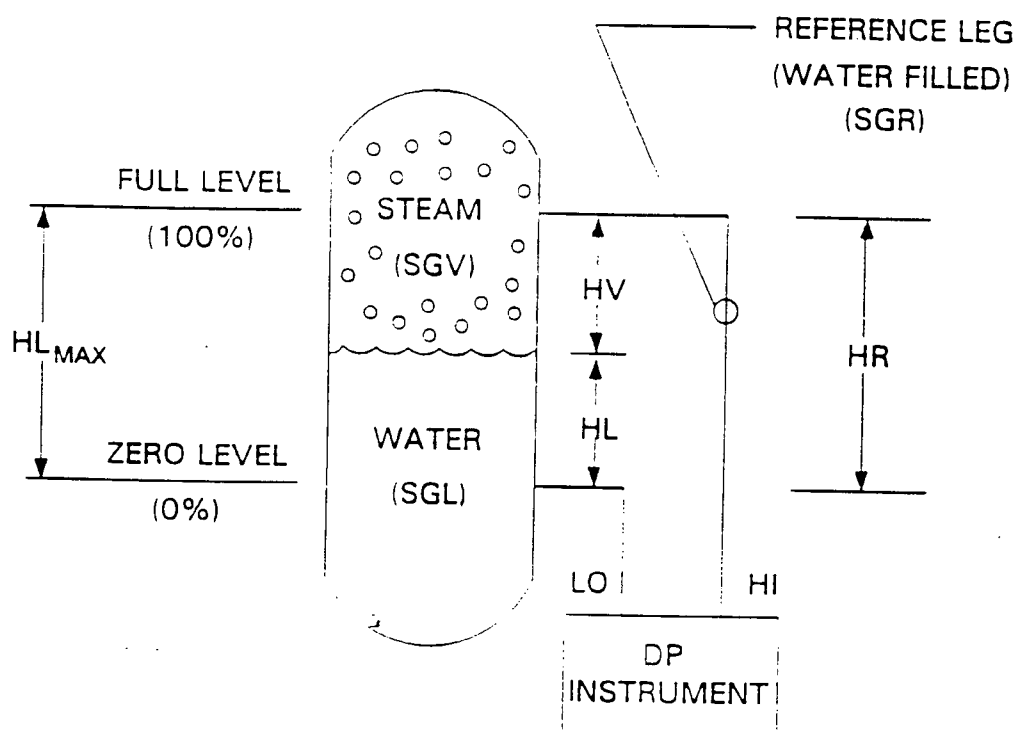 REFERENCE LEG
(WATER FILLED)
(SGR)
FULL LEVEL
(100%)
STEAM
(SGV)
HV
HL MAX
HR
ZERO LEVEL
(0%)
WATER
(SGL)
HL
LO
HI
DP
INSTRUMENT